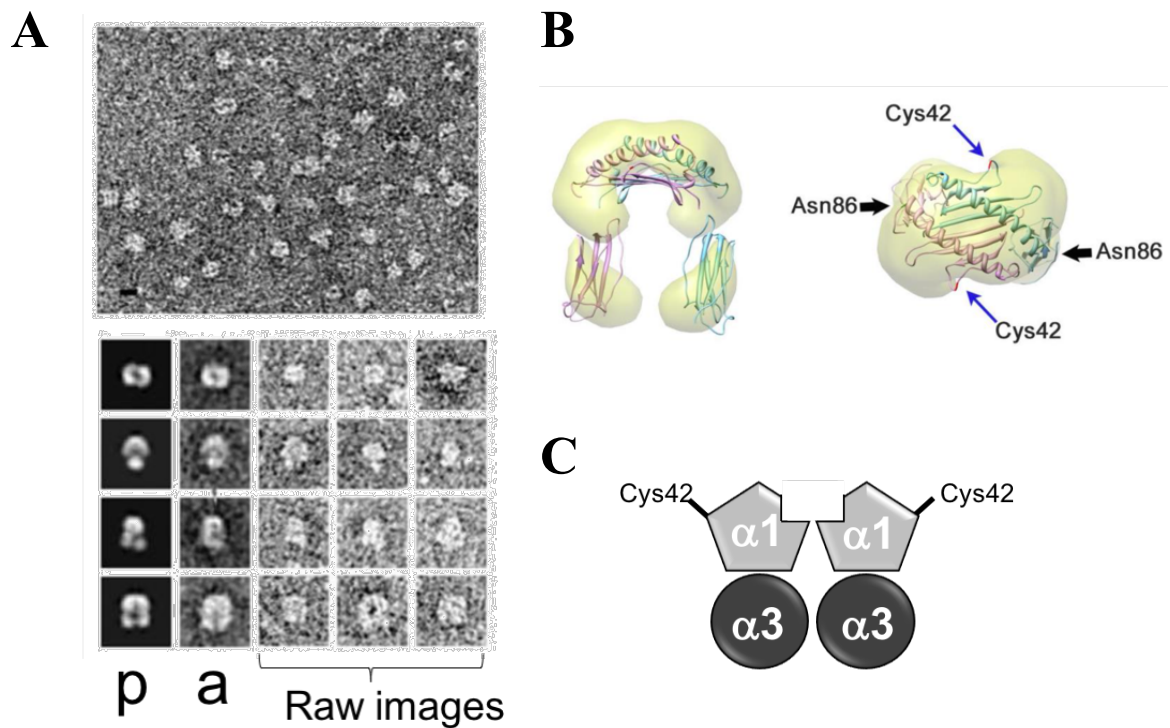 A
p
a
Raw images
B
Cys42
Asn86
Asn86
Cys42
C
Cys42
Cys42
α1
α1
α3
α3